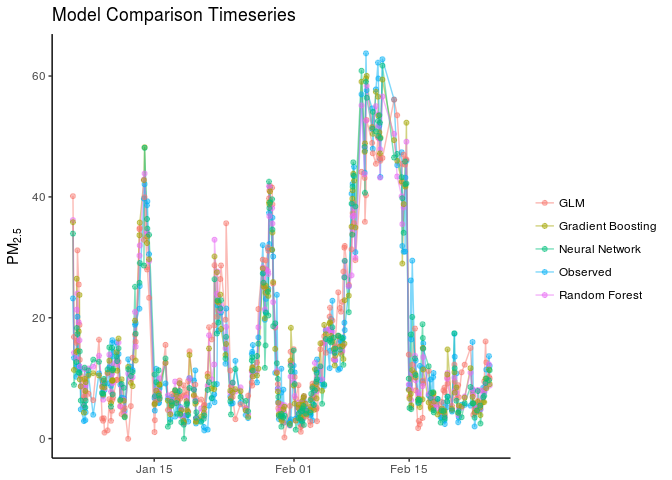 Model Comparison Timeseries
60
40
20
0
PM2.5
Jan 15
Feb 01
Feb 15
GLM
Gradient Boosting
Neural Network
Observed
Random Forest